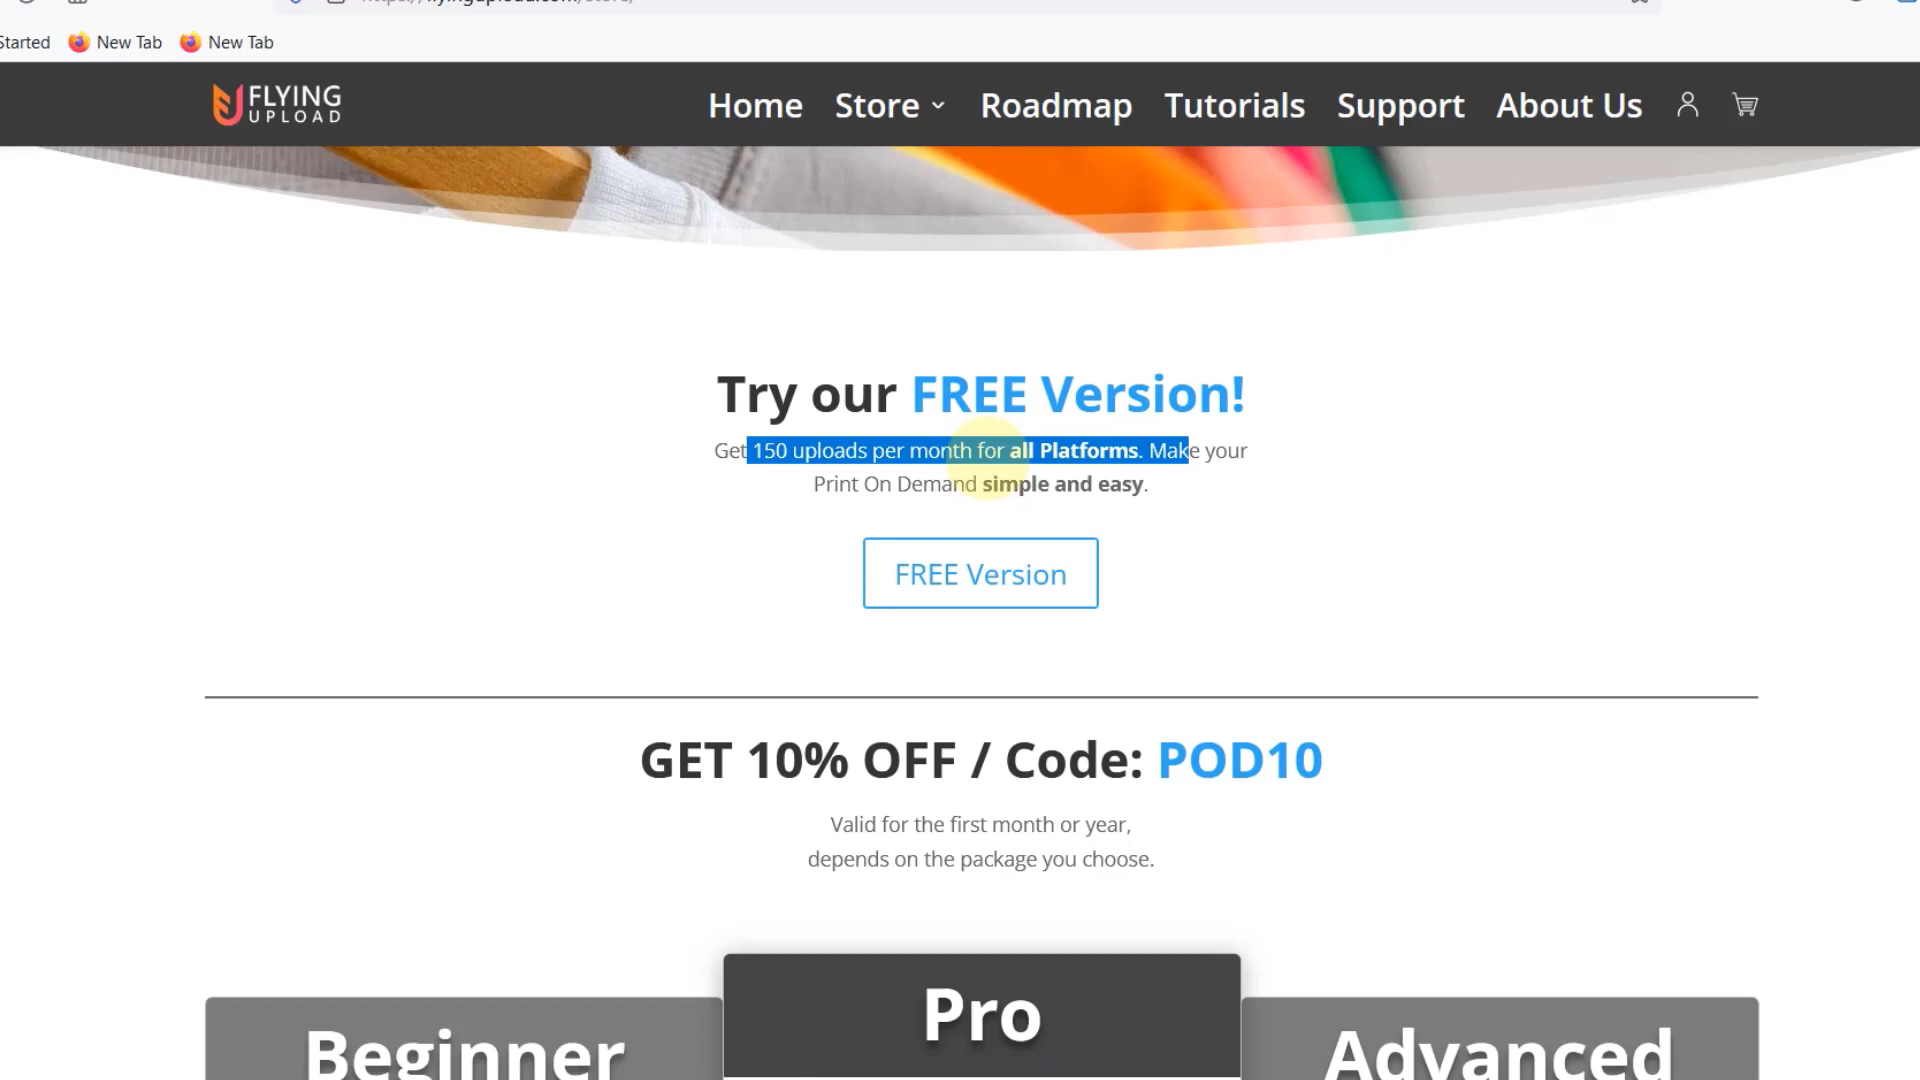 Started New Tab New Tab
FLYING
UPLOAD
Home Store Roadmap Tutorials Support About Us
Try our FREE Version!
Get 150 uploads per month for all Platforms. Make your
Print On Demand simple and easy.
FREE Version
GET 10% OFF / Code: POD10
Valid for the first month or year,
depends on the package you choose.
Pro
Beginner
Advanced